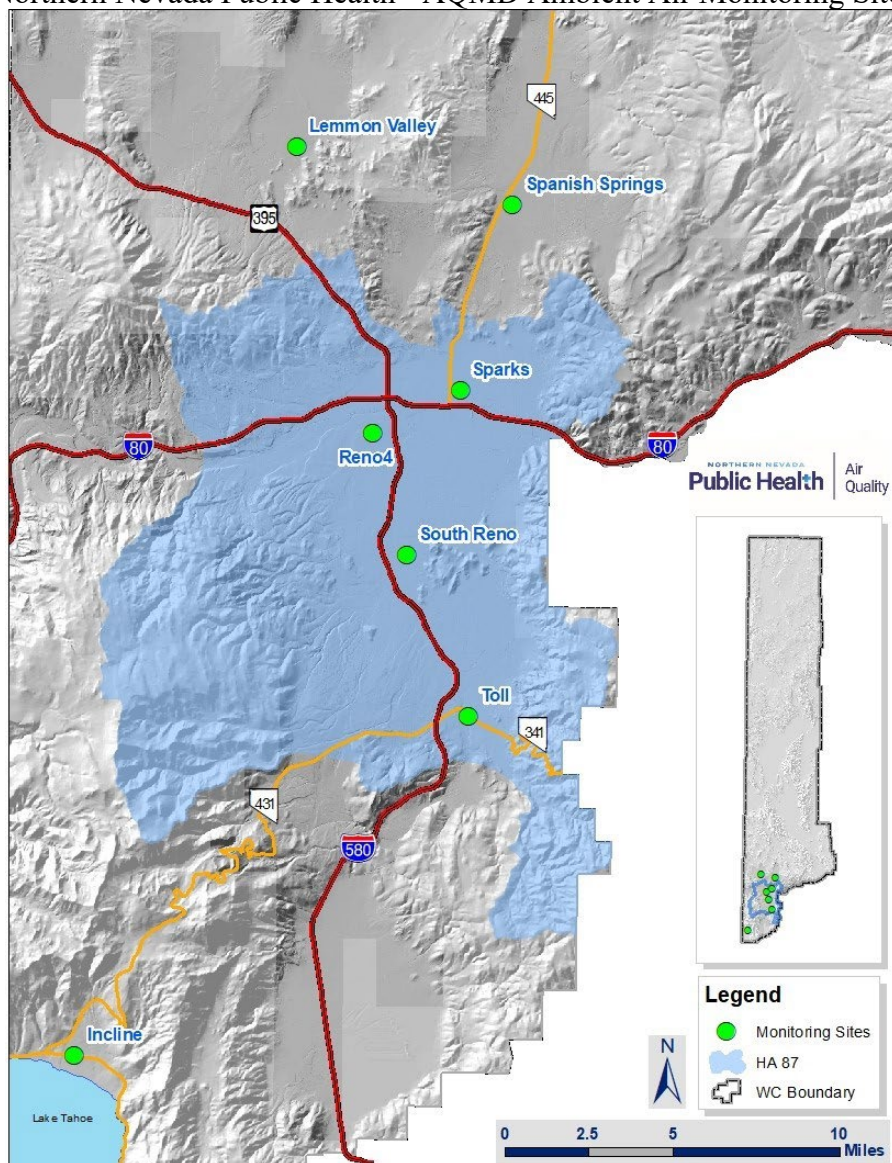 Northern Nevada Public Health - AQMD Ambient Air Monitoring Site
445
Lemmon Valley
Spanish Springs
395
Sparks
80
Reno4
80
NORTHERN NEVADA
Public Health
Air
Quality
South Reno
Toll
341
431
580
Incline
Lake Tahoe
Legend
Monitoring Sites
HA 87
WC Boundary
N
0 2.5 5 10
Miles